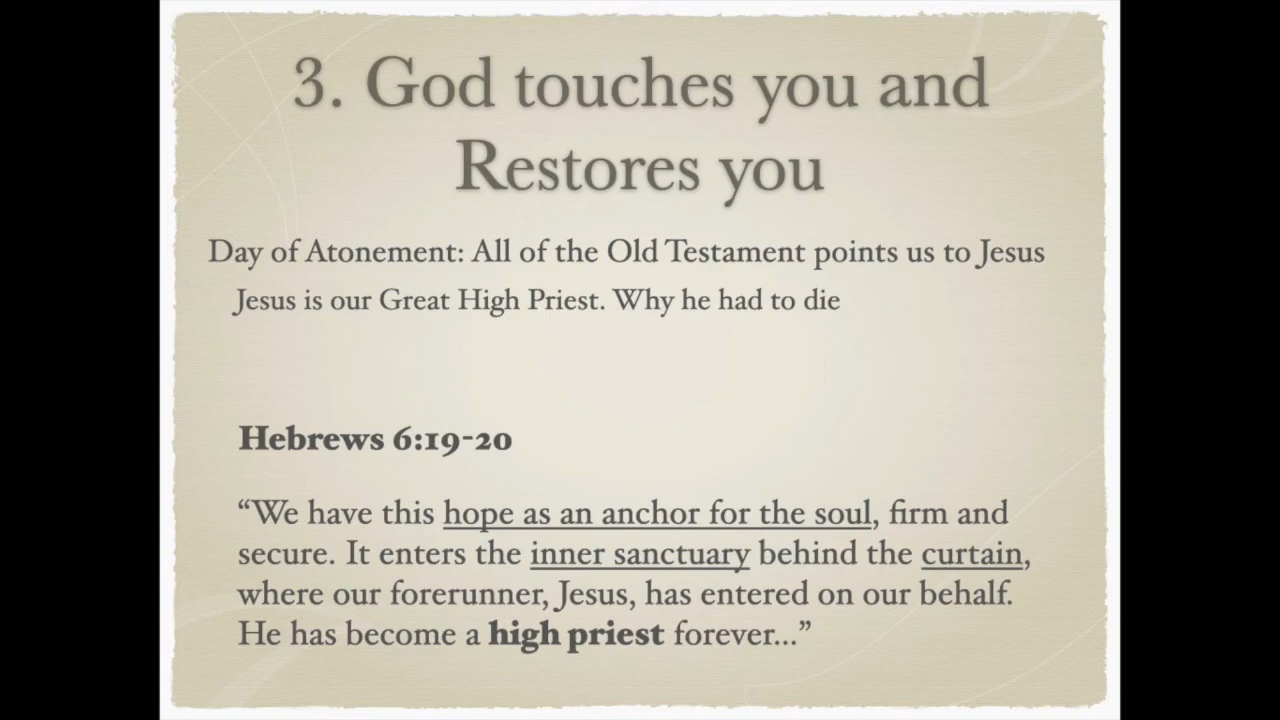 3. God touches you and
Restores you
Day of Atonement: All of the Old Testament points us to Jesus
Jesus is our Great High Priest. Why he had to die
Hebrews 6:19-20
“We have this hope as an anchor for the soul, firm and
secure. It enters the inner sanctuary behind the curtain,
where our forerunner, Jesus, has entered on our behalf.
He has become a high priest forever...”